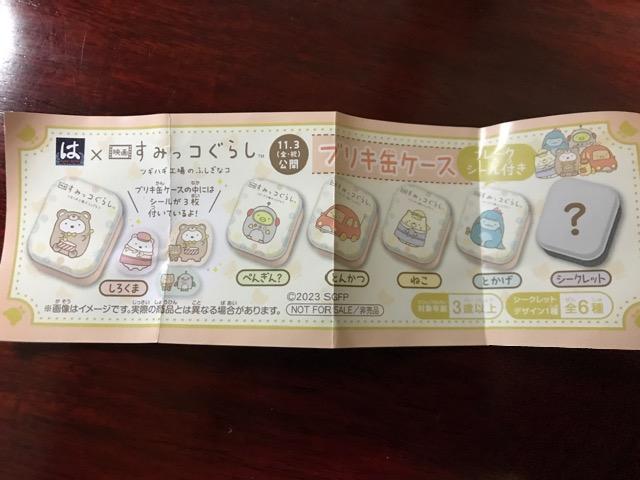 は × 映画 すみっコぐらし™
ツギハギ工場のふしぎなコ
11.3
(金・祝)
公開
ブリキ缶ケース
フレーク
シール付き
ブリキ缶ケースの中には
シールが3枚
付いているよ!
しろくま
ぺんぎん?
とんかつ
ねこ
とかげ
?
シークレット
©2023 SGFP
※画像はイメージです。実際の商品とは異なる場合があります。
NOT FOR SALE/非売品
対象年齢 3歳以上
シークレット
デザイン1種
全6種